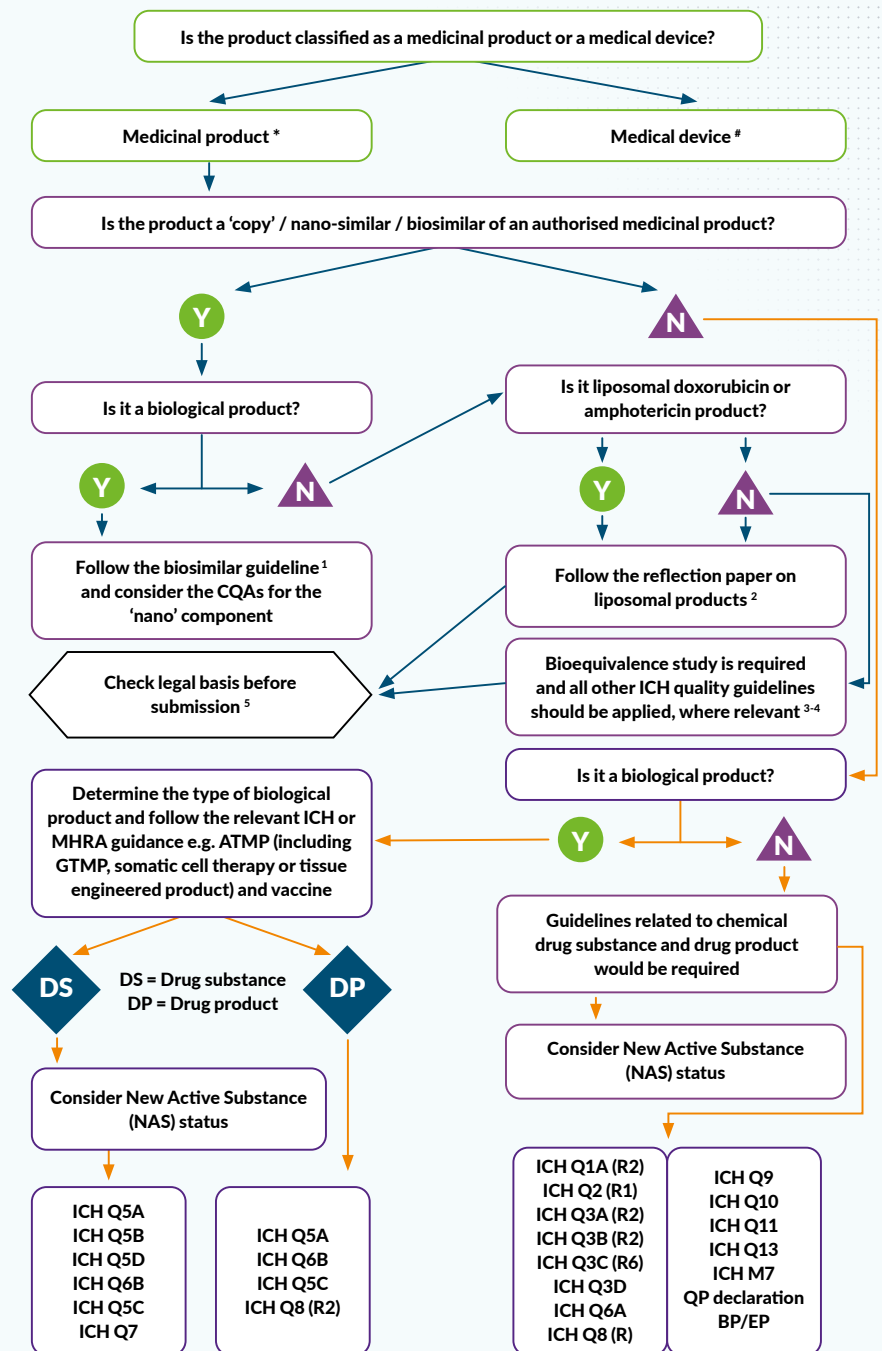 Is the product classified as a medicinal product or a medical device?
Medicinal product *
Medical device #
Is the product a ‘copy’ / nano-similar / biosimilar of an authorised medicinal product?
Y
N
Is it a biological product?
Is it liposomal doxorubicin or
amphotericin product?
Y
N
Y
N
Follow the biosimilar guideline 1
and consider the CQAs for the
‘nano’ component
Follow the reflection paper on
liposomal products 2
Check legal basis before
submission 5
Bioequivalence study is required
and all other ICH quality guidelines
should be applied, where relevant 3-4
Is it a biological product?
Determine the type of biological
product and follow the relevant ICH or
MHRA guidance e.g. ATMP (including
GTMP, somatic cell therapy or tissue
engineered product) and vaccine
Y
N
Guidelines related to chemical
drug substance and drug product
would be required
DS
DS = Drug substance
DP = Drug product
DP
Consider New Active Substance
(NAS) status
Consider New Active Substance
(NAS) status
ICH Q5A
ICH Q5B
ICH Q5D
ICH Q6B
ICH Q5C
ICH Q7
ICH Q5A
ICH Q6B
ICH Q5C
ICH Q8 (R2)
ICH Q1A (R2)
ICH Q2 (R1)
ICH Q3A (R2)
ICH Q3B (R2)
ICH Q3C (R6)
ICH Q3D
ICH Q6A
ICH Q8 (R)
ICH Q9
ICH Q10
ICH Q11
ICH Q13
ICH M7
QP declaration
BP/EP